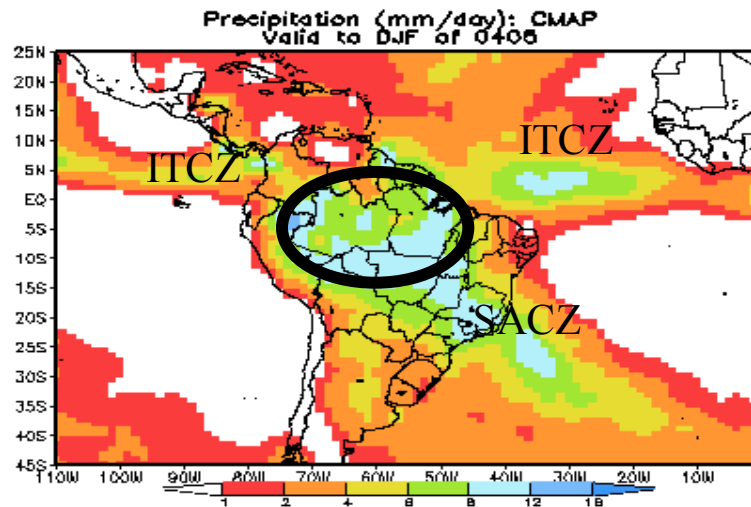 Precipitation (mm/day): CMAP
Valid to DJF of 0406
25N
20N
15N
10N
5N
EQ
5S
10S
15S
20S
25S
30S
35S
40S
45S
ITCZ
ITCZ
SACZ
110W 100W 90W 80W 70W 60W 50W 40W 30W 20W 10W 0
1 2 4 6 8 12 16